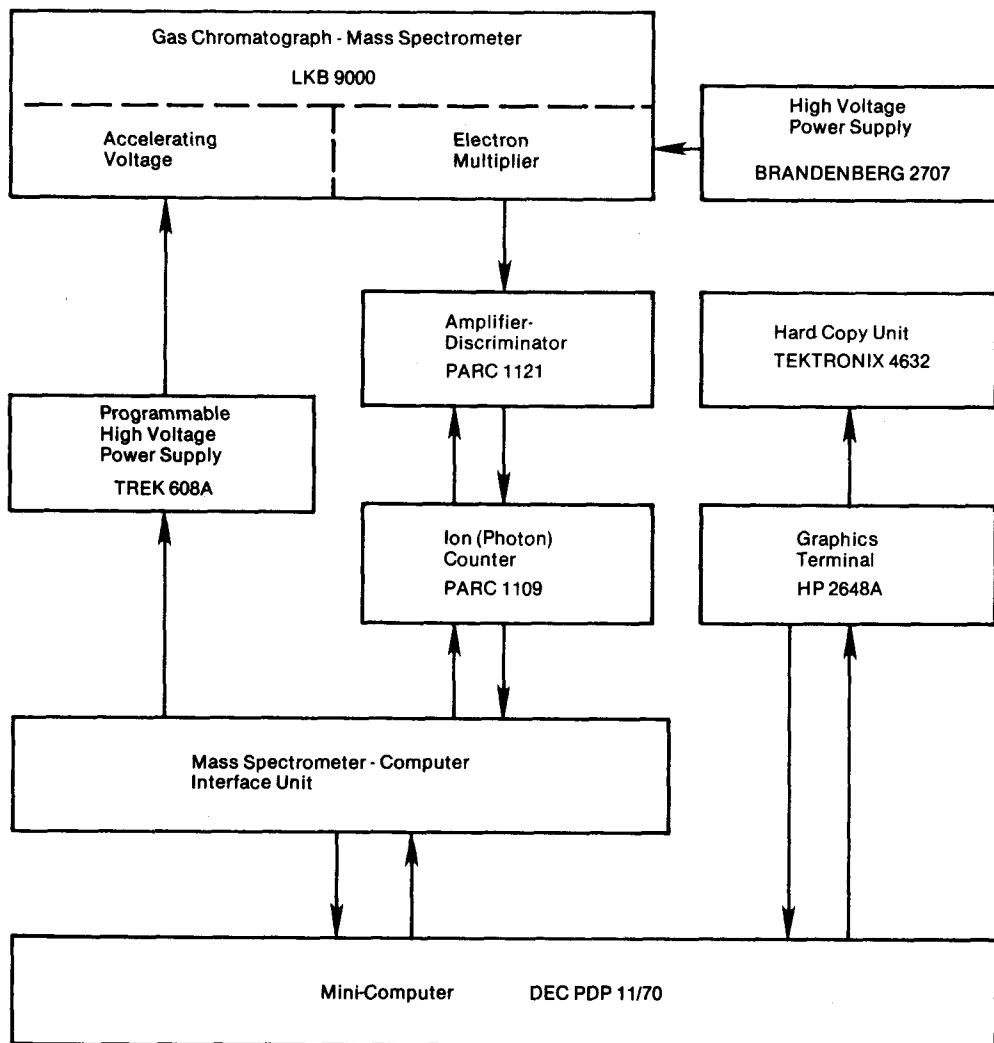 Gas Chromatograph - Mass Spectrometer
LKB 9000
Accelerating
Voltage
Electron
Multiplier
High Voltage
Power Supply
BRANDENBERG 2707
Amplifier-
Discriminator
PARC 1121
Hard Copy Unit
TEKTRONIX 4632
Programmable
High Voltage
Power Supply
TREK 608A
Ion (Photon)
Counter
PARC 1109
Graphics
Terminal
HP 2648A
Mass Spectrometer - Computer
Interface Unit
Mini-Computer DEC PDP 11/70